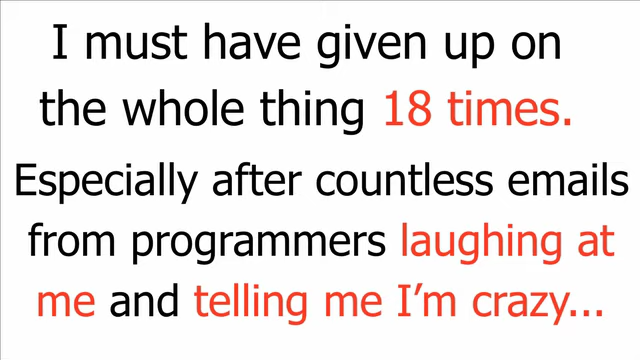 I must have given up on
the whole thing 18 times.
Especially after countless emails
from programmers laughing at
me and telling me I'm crazy...